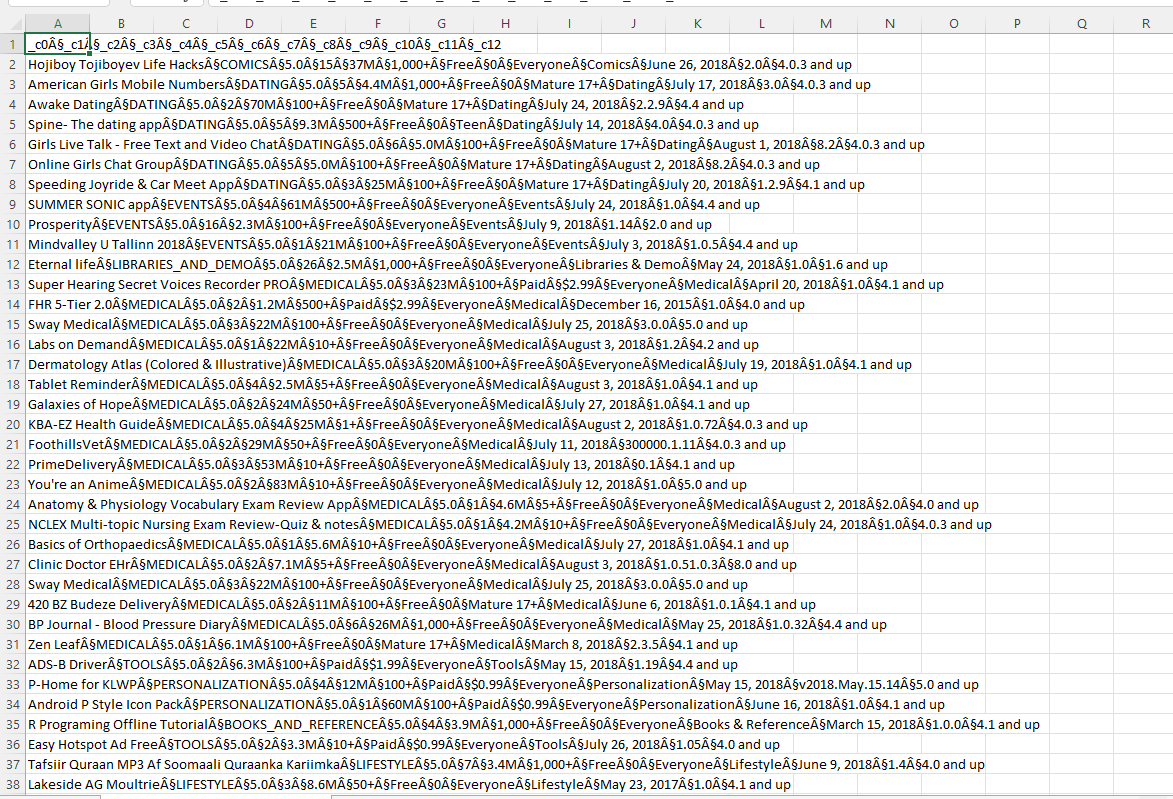 A B C D E F G H I J K L M N O P Q R
1 _c0Â§_c1Â§_c2Â§_c3Â§_c4Â§_c5Â§_c6Â§_c7Â§_c8Â§_c9Â§_c10Â§_c11Â§_c12
2 Hojiboy Tojiboyev Life HacksÂ§COMICSÂ§5.0Â§15Â§37MÂ§1,000+Â§FreeÂ§0Â§EveryoneÂ§ComicsÂ§June 26, 2018Â§2.0Â§4.0.3 and up
3 American Girls Mobile NumbersÂ§DATINGÂ§5.0Â§5Â§4.4MÂ§1,000+Â§FreeÂ§0Â§Mature 17+Â§DatingÂ§July 17, 2018Â§3.0Â§4.0.3 and up
4 Awake DatingÂ§DATINGÂ§5.0Â§2Â§70MÂ§100+Â§FreeÂ§0Â§Mature 17+Â§DatingÂ§July 24, 2018Â§2.2.9Â§4.4 and up
5 Spine- The dating appÂ§DATINGÂ§5.0Â§5Â§9.3MÂ§500+Â§FreeÂ§0Â§TeenÂ§DatingÂ§July 14, 2018Â§4.0Â§4.0.3 and up
6 Girls Live Talk - Free Text and Video ChatÂ§DATINGÂ§5.0Â§6Â§5.0MÂ§100+Â§FreeÂ§0Â§Mature 17+Â§DatingÂ§August 1, 2018Â§8.2Â§4.0.3 and up
7 Online Girls Chat GroupÂ§DATINGÂ§5.0Â§5Â§5.0MÂ§100+Â§FreeÂ§0Â§Mature 17+Â§DatingÂ§August 2, 2018Â§8.2Â§4.0.3 and up
8 Speeding Joyride & Car Meet AppÂ§DATINGÂ§5.0Â§3Â§25MÂ§100+Â§FreeÂ§0Â§Mature 17+Â§DatingÂ§July 20, 2018Â§1.2.9Â§4.1 and up
9 SUMMER SONIC appÂ§EVENTSÂ§5.0Â§4Â§61MÂ§500+Â§FreeÂ§0Â§EveryoneÂ§EventsÂ§July 24, 2018Â§1.0Â§4.4 and up
10 ProsperityÂ§EVENTSÂ§5.0Â§16Â§2.3MÂ§100+Â§FreeÂ§0Â§EveryoneÂ§EventsÂ§July 9, 2018Â§1.14Â§2.0 and up
11 Mindvalley U Tallinn 2018Â§EVENTSÂ§5.0Â§1Â§21MÂ§100+Â§FreeÂ§0Â§EveryoneÂ§EventsÂ§July 3, 2018Â§1.0.5Â§4.4 and up
12 Eternal lifeÂ§LIBRARIES_AND_DEMOÂ§5.0Â§26Â§2.5MÂ§1,000+Â§FreeÂ§0Â§EveryoneÂ§Libraries & DemoÂ§May 24, 2018Â§1.0Â§1.6 and up
13 Super Hearing Secret Voices Recorder PROÂ§MEDICALÂ§5.0Â§3Â§23MÂ§100+Â§PaidÂ§$2.99Â§EveryoneÂ§MedicalÂ§April 20, 2018Â§1.0Â§4.1 and up
14 FHR 5-Tier 2.0Â§MEDICALÂ§5.0Â§2Â§1.2MÂ§500+Â§PaidÂ§$2.99Â§EveryoneÂ§MedicalÂ§December 16, 2015Â§1.0Â§4.0 and up
15 Sway MedicalÂ§MEDICALÂ§5.0Â§3Â§22MÂ§100+Â§FreeÂ§0Â§EveryoneÂ§MedicalÂ§July 25, 2018Â§3.0.0Â§5.0 and up
16 Labs on DemandÂ§MEDICALÂ§5.0Â§1Â§22MÂ§10+Â§FreeÂ§0Â§EveryoneÂ§MedicalÂ§August 3, 2018Â§1.2Â§4.2 and up
17 Dermatology Atlas (Colored & Illustrative)Â§MEDICALÂ§5.0Â§3Â§20MÂ§100+Â§FreeÂ§0Â§EveryoneÂ§MedicalÂ§July 19, 2018Â§1.0Â§4.1 and up
18 Tablet ReminderÂ§MEDICALÂ§5.0Â§4Â§2.5MÂ§5+Â§FreeÂ§0Â§EveryoneÂ§MedicalÂ§August 3, 2018Â§1.0Â§4.1 and up
19 Galaxies of HopeÂ§MEDICALÂ§5.0Â§2Â§24MÂ§50+Â§FreeÂ§0Â§EveryoneÂ§MedicalÂ§July 27, 2018Â§1.0Â§4.1 and up
20 KBA-EZ Health GuideÂ§MEDICALÂ§5.0Â§4Â§25MÂ§1+Â§FreeÂ§0Â§EveryoneÂ§MedicalÂ§August 2, 2018Â§1.0.72Â§4.0.3 and up
21 FoothillsVetÂ§MEDICALÂ§5.0Â§2Â§29MÂ§50+Â§FreeÂ§0Â§EveryoneÂ§MedicalÂ§July 11, 2018Â§300000.1.11Â§4.0.3 and up
22 PrimeDeliveryÂ§MEDICALÂ§5.0Â§3Â§53MÂ§10+Â§FreeÂ§0Â§EveryoneÂ§MedicalÂ§July 13, 2018Â§0.1Â§4.1 and up
23 You're an AnimeÂ§MEDICALÂ§5.0Â§2Â§83MÂ§10+Â§FreeÂ§0Â§EveryoneÂ§MedicalÂ§July 12, 2018Â§1.0Â§5.0 and up
24 Anatomy & Physiology Vocabulary Exam Review AppÂ§MEDICALÂ§5.0Â§1Â§4.6MÂ§5+Â§FreeÂ§0Â§EveryoneÂ§MedicalÂ§August 2, 2018Â§2.0Â§4.0 and up
25 NCLEX Multi-topic Nursing Exam Review-Quiz & notesÂ§MEDICALÂ§5.0Â§1Â§4.2MÂ§10+Â§FreeÂ§0Â§EveryoneÂ§MedicalÂ§July 24, 2018Â§1.0Â§4.0.3 and up
26 Basics of OrthopaedicsÂ§MEDICALÂ§5.0Â§1Â§5.6MÂ§10+Â§FreeÂ§0Â§EveryoneÂ§MedicalÂ§July 27, 2018Â§1.0Â§4.1 and up
27 Clinic Doctor EHrÂ§MEDICALÂ§5.0Â§2Â§7.1MÂ§5+Â§FreeÂ§0Â§EveryoneÂ§MedicalÂ§August 3, 2018Â§1.0.51.0.3Â§8.0 and up
28 Sway MedicalÂ§MEDICALÂ§5.0Â§3Â§22MÂ§100+Â§FreeÂ§0Â§EveryoneÂ§MedicalÂ§July 25, 2018Â§3.0.0Â§5.0 and up
29 420 BZ Budeze DeliveryÂ§MEDICALÂ§5.0Â§2Â§11MÂ§100+Â§FreeÂ§0Â§Mature 17+Â§MedicalÂ§June 6, 2018Â§1.0.1Â§4.1 and up
30 BP Journal - Blood Pressure DiaryÂ§MEDICALÂ§5.0Â§6Â§26MÂ§1,000+Â§FreeÂ§0Â§EveryoneÂ§MedicalÂ§May 25, 2018Â§1.0.32Â§4.4 and up
31 Zen LeafÂ§MEDICALÂ§5.0Â§1Â§6.1MÂ§100+Â§FreeÂ§0Â§Mature 17+Â§MedicalÂ§March 8, 2018Â§2.3.5Â§4.1 and up
32 ADS-B DriverÂ§TOOLSÂ§5.0Â§2Â§6.3MÂ§100+Â§PaidÂ§$1.99Â§EveryoneÂ§ToolsÂ§May 15, 2018Â§1.19Â§4.4 and up
33 P-Home for KLWPÂ§PERSONALIZATIONÂ§5.0Â§4Â§12MÂ§100+Â§PaidÂ§$0.99Â§EveryoneÂ§PersonalizationÂ§May 15, 2018Â§v2018.May.15.14Â§5.0 and up
34 Android P Style Icon PackÂ§PERSONALIZATIONÂ§5.0Â§1Â§60MÂ§100+Â§PaidÂ§$0.99Â§EveryoneÂ§PersonalizationÂ§June 16, 2018Â§1.0Â§4.1 and up
35 R Programing Offline TutorialÂ§BOOKS_AND_REFERENCEÂ§5.0Â§4Â§3.9MÂ§1,000+Â§FreeÂ§0Â§EveryoneÂ§Books & ReferenceÂ§March 15, 2018Â§1.0.0Â§4.1 and up
36 Easy Hotspot Ad FreeÂ§TOOLSÂ§5.0Â§2Â§3.3MÂ§10+Â§PaidÂ§$0.99Â§EveryoneÂ§ToolsÂ§July 26, 2018Â§1.05Â§4.0 and up
37 Tafsiir Quraan MP3 Af Soomaali Quraanka KariimkaÂ§LIFESTYLEÂ§5.0Â§7Â§3.4MÂ§1,000+Â§FreeÂ§0Â§EveryoneÂ§LifestyleÂ§June 9, 2018Â§1.4Â§4.0 and up
38 Lakeside AG MoultrieÂ§LIFESTYLEÂ§5.0Â§3Â§8.6MÂ§50+Â§FreeÂ§0Â§EveryoneÂ§LifestyleÂ§May 23, 2017Â§1.0Â§4.1 and up